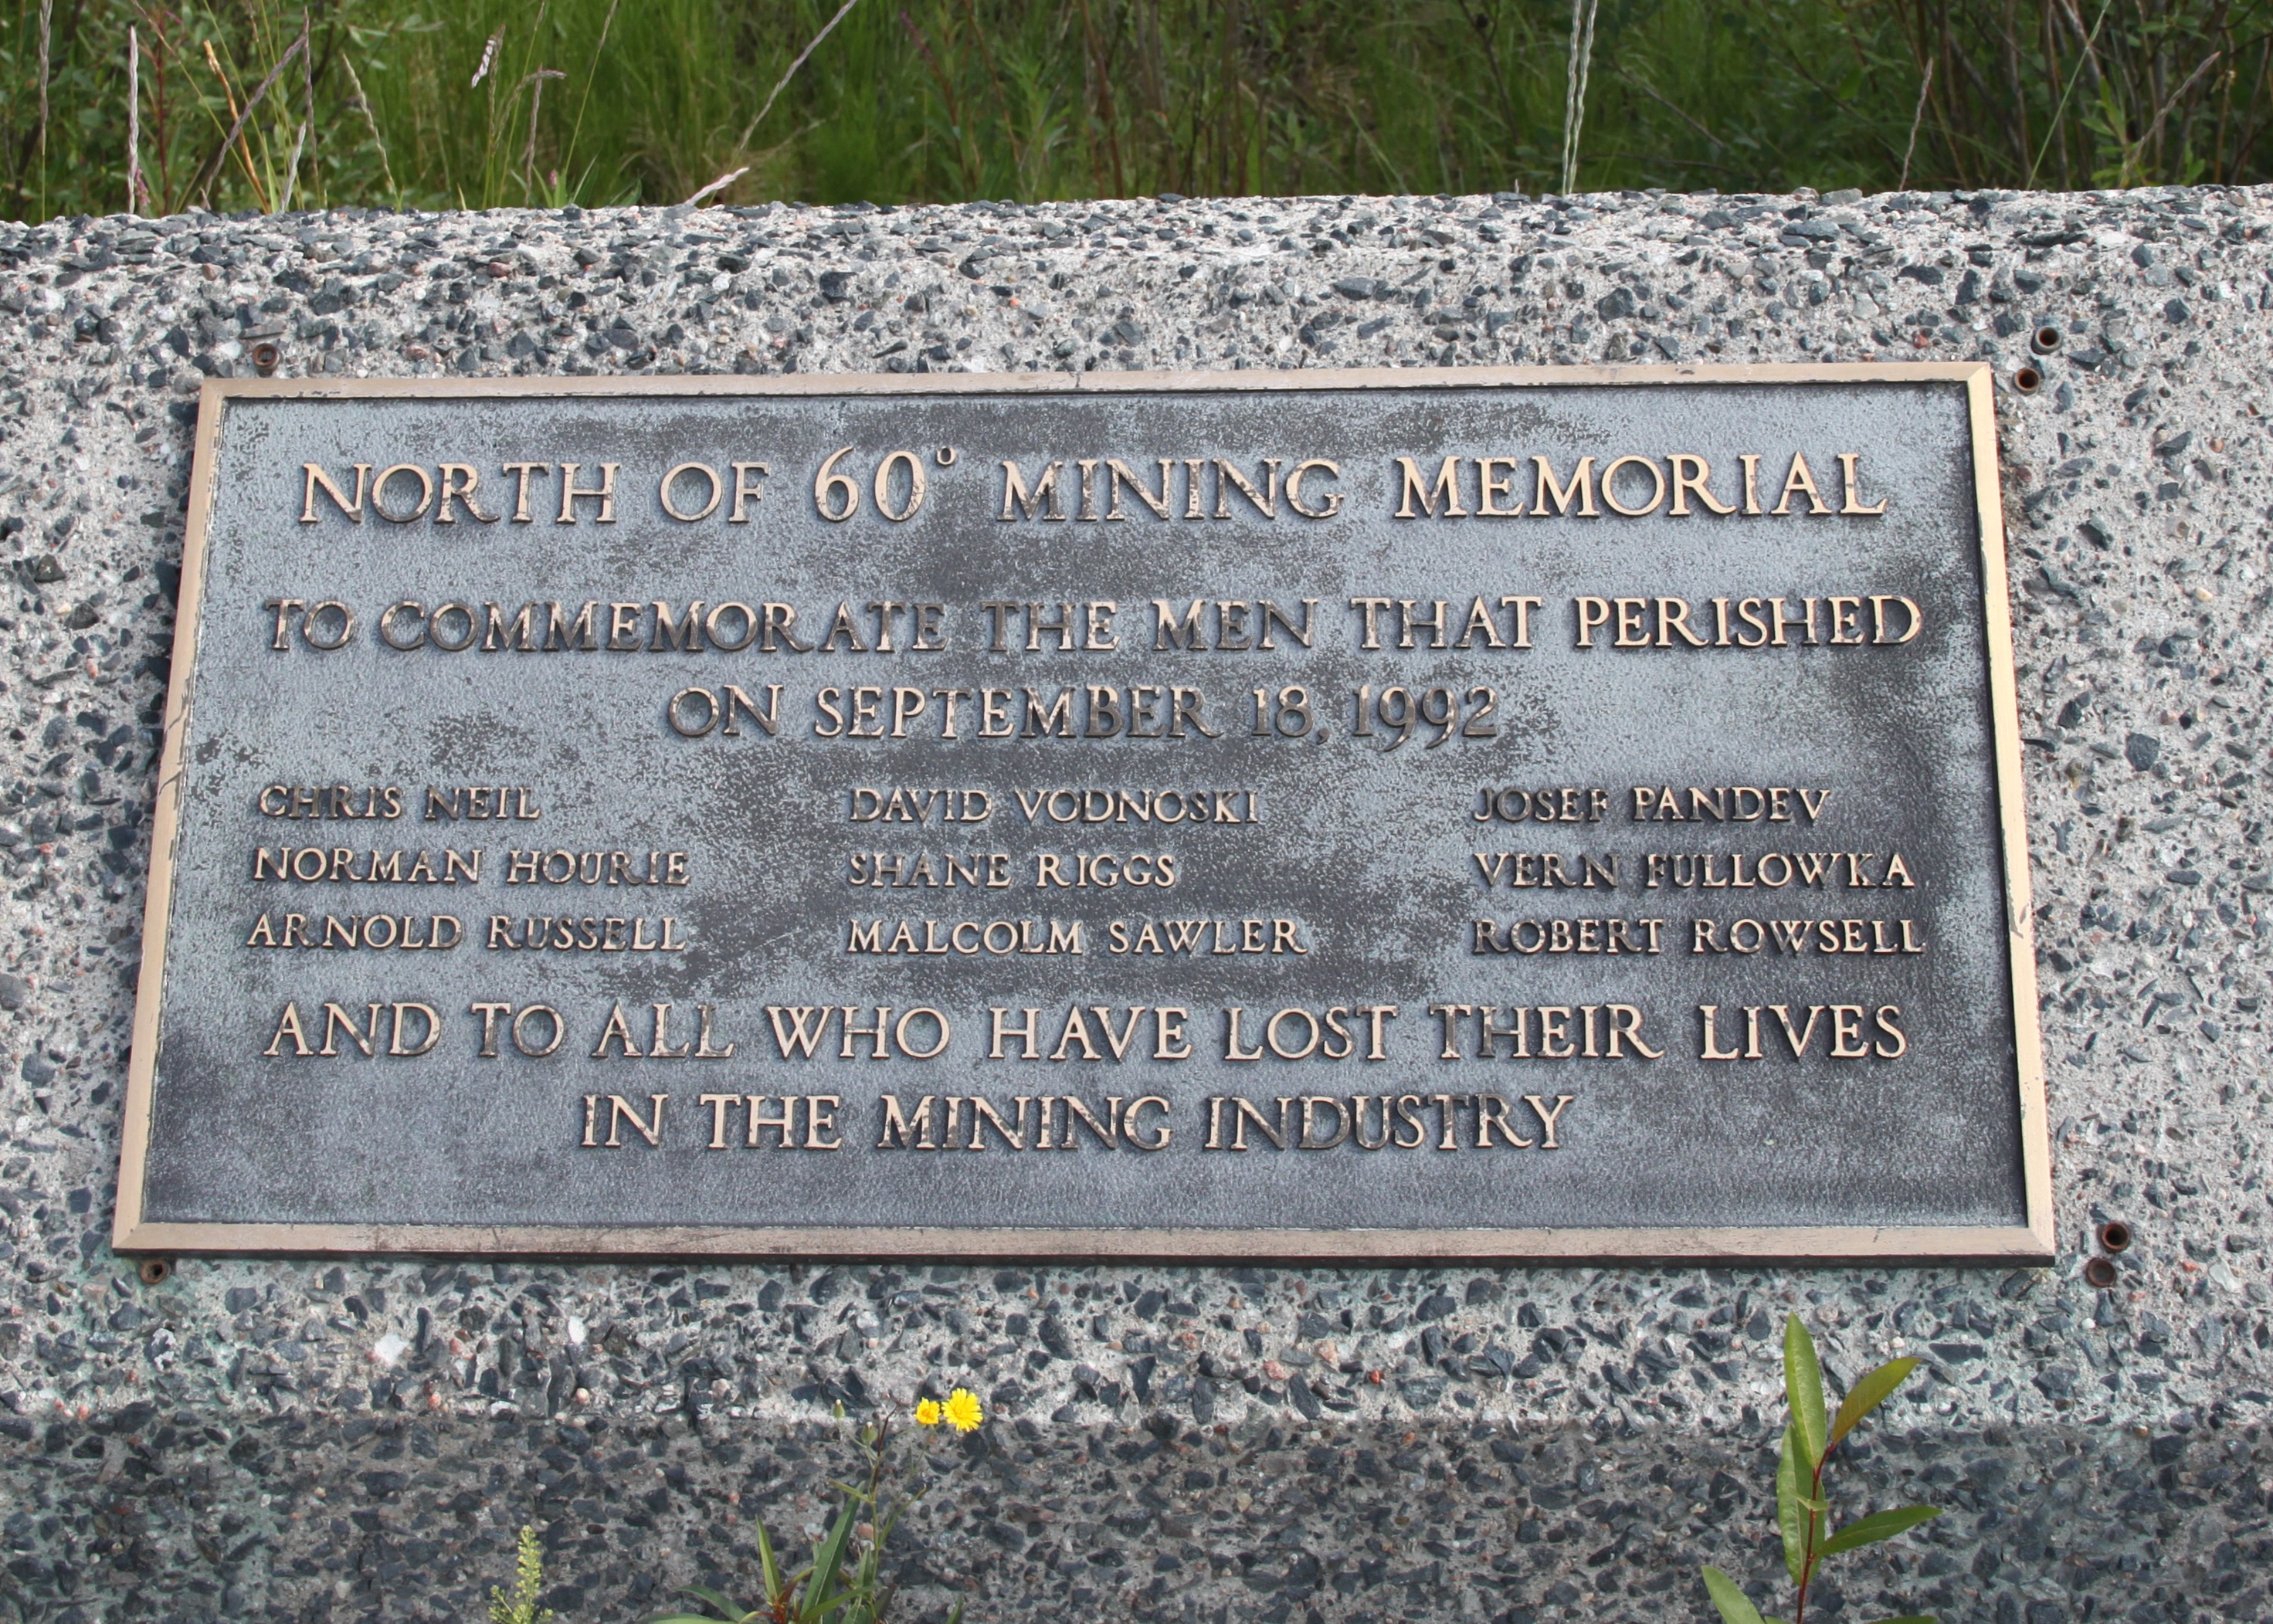 NORTH OF 60° MINING MEMORIAL
TO COMMEMORATE THE MEN THAT PERISHED
ON SEPTEMBER 18, 1992
CHRIS NEIL DAVID VODNOSKI JOSEF PANDEV
NORMAN HOURIE SHANE RIGGS VERN FULLOWKA
ARNOLD RUSSELL MALCOLM SAWLER ROBERT ROWSELL
AND TO ALL WHO HAVE LOST THEIR LIVES
IN THE MINING INDUSTRY